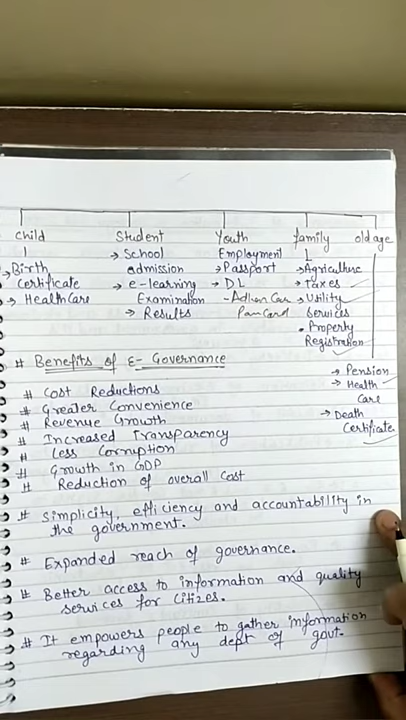 child
Birth
Certificate
→ HealthCare
Student
→ School
admission
→ e-learning
Examination
→ Results
Youth
Employment
→ Passport
→ DL
- Adhar Car
Pan Card
family
→ Agriculture
→ Taxes
→ Utility
Services
• Property
Registration
old age
→ Pension
→ Health
Care
→ Death
Certificate
# Benefits of E-Governance
# Cost Reductions
# Greater Convenience
# Revenue Growth
# Increased Transparency
# Less Corruption
# Growth in GDP
# Reduction of overall Cost
# Simplicity, efficiency and accountability in
the government.
# Expanded reach of governance.
# Better access to information and quality
services for citizes.
# It empowers people to gather information
regarding any dept of govt.